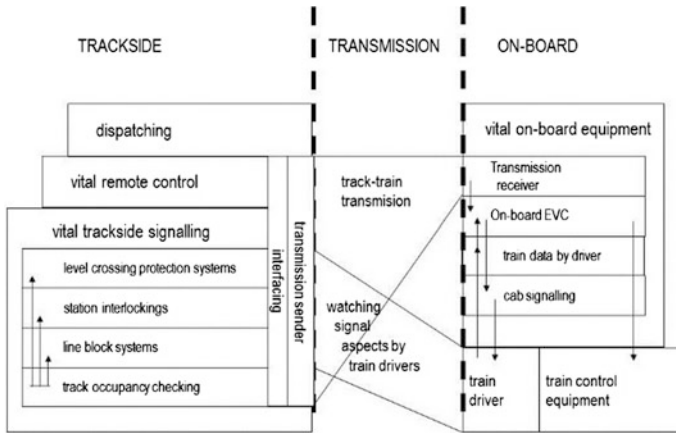 TRACKSIDE
TRANSMISSION
ON-BOARD
dispatching
vital remote control
vital trackside signalling
level crossing protection systems
station interlockings
line block systems
track occupancy checking
interfacing
transmission sender
track-train
transmision
watching
signal
aspects by
train drivers
vital on-board equipment
Transmission
receiver
On-board EVC
train data by driver
cab signalling
train
driver
train control
equipment